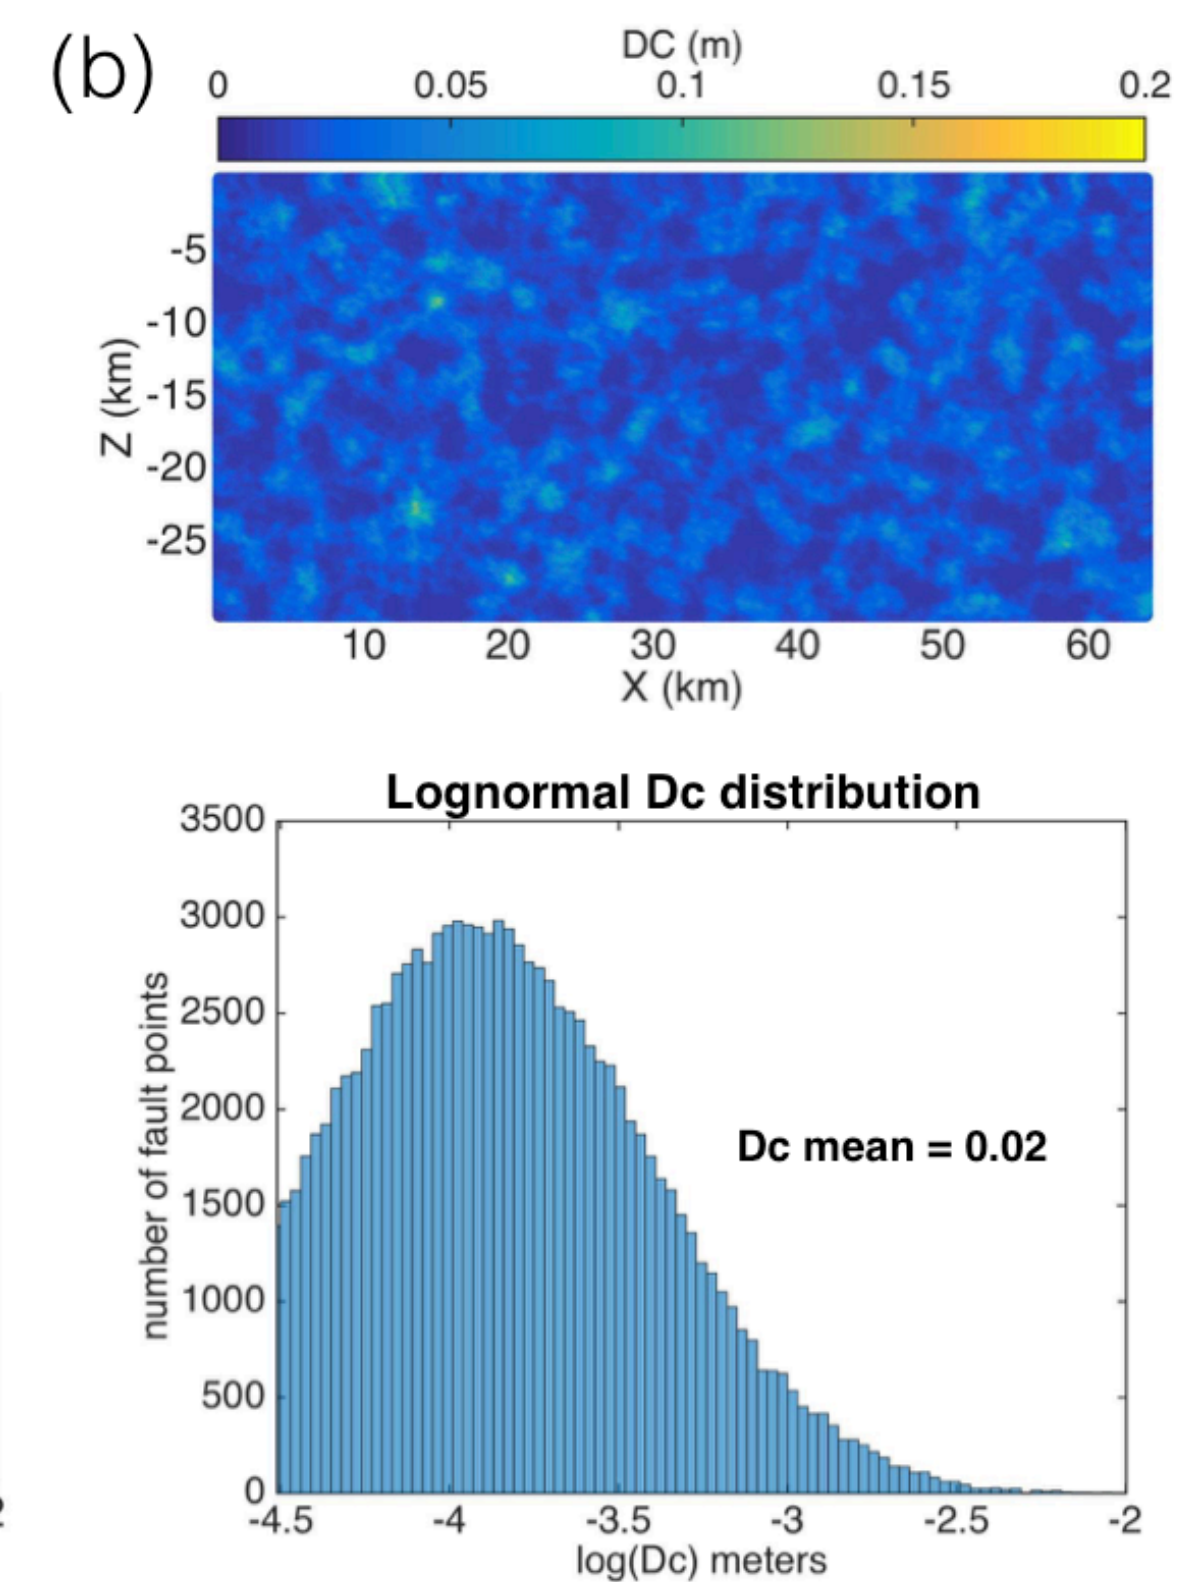 (b)
DC (m)
0 0.05 0.1 0.15 0.2
-5
-10
-15
-20
-25
Z (km)
10 20 30 40 50 60
X (km)
Lognormal Dc distribution
3500
3000
2500
2000
1500
1000
500
0
number of fault points
Dc mean = 0.02
-4.5 -4 -3.5 -3 -2.5 -2
log(Dc) meters